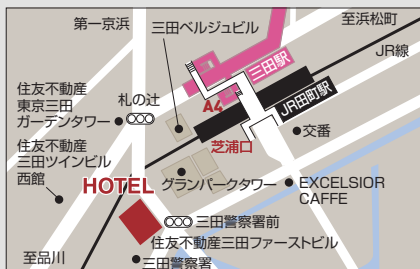 第一京浜
三田ベルジュビル
至浜松町
JR線
三田駅
住友不動産
東京三田
ガーデンタワー
札の辻
A4
JR田町駅
芝浦口
交番
住友不動産
三田ツインビル
西館
HOTEL
グランパークタワー
EXCELSIOR
CAFFE
三田警察署前
住友不動産三田ファーストビル
至品川
三田警察署